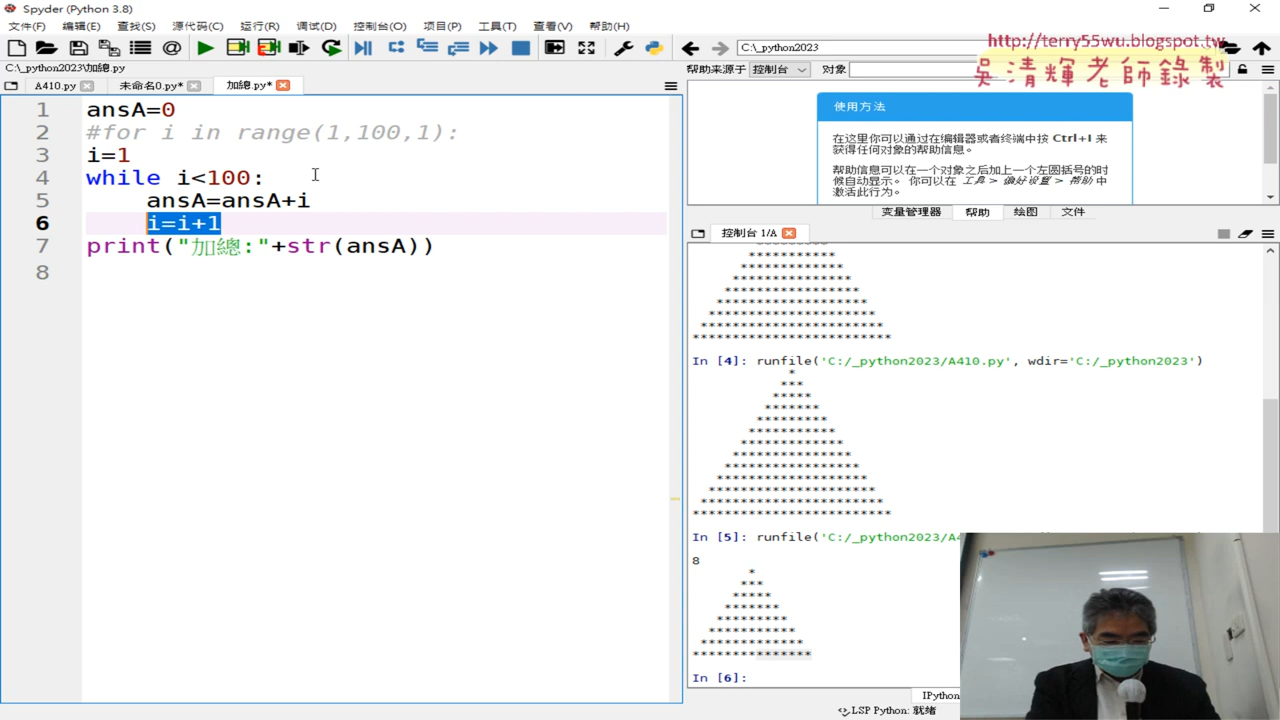 Spyder (Python 3.8)
文件(F) 编辑(E) 查找(S) 源代码(C) 运行(R) 调试(D) 控制台(O) 项目(P) 工具(T) 查看(V) 帮助(H)
C:\_python2023
http://terry55wu.blogspot.tw
吳清輝老師錄製
C:\_python2023\加總.py
A410.py 未命名0.py* 加總.py*
帮助来源于 控制台 对象
1 ansA=0
2 #for i in range(1,100,1):
3 i=1
4 while i<100:
5 ansA=ansA+i
6 i=i+1
7 print("加總:"+str(ansA))
8
使用方法
在这里你可以通过在编辑器或者终端中按 Ctrl+I 来
获得任何对象的帮助信息。
帮助信息可以在一个对象之后加上一个左圆括号的时
候自动显示。 你可以在 工具 > 偏好设置 > 帮助 中
激活此行为。
变量管理器 帮助 绘图 文件
控制台 1/A
***********
*************
***************
*****************
*******************
*********************
***********************
*************************
In [4]: runfile('C:/_python2023/A410.py', wdir='C:/_python2023')
*
***
*****
*******
*********
***********
*************
***************
*****************
*******************
*********************
***********************
*************************
In [5]: runfile('C:/_python2023/A4
8
*
***
*****
*******
*********
***********
*************
***************
In [6]:
IPython
LSP Python: 就绪